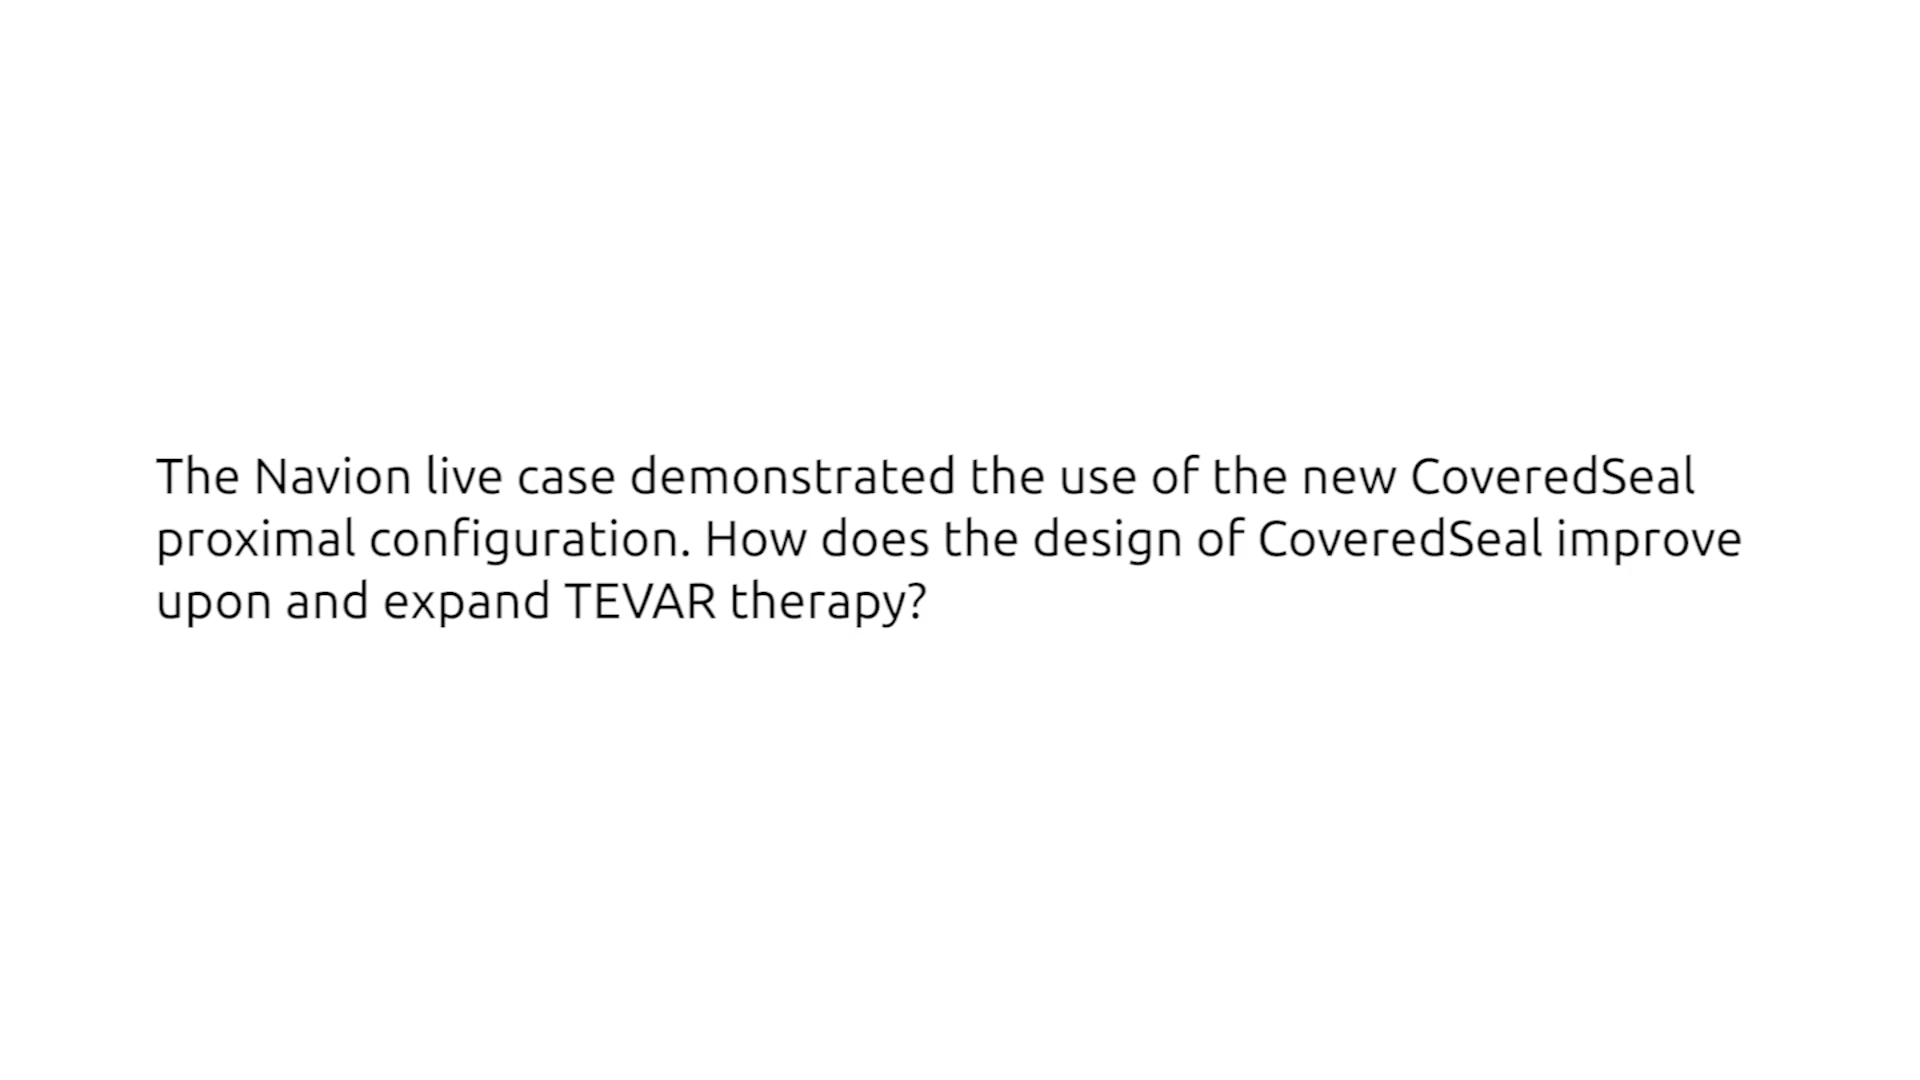 The Navion live case demonstrated the use of the new CoveredSeal
proximal configuration. How does the design of CoveredSeal improve
upon and expand TEVAR therapy?